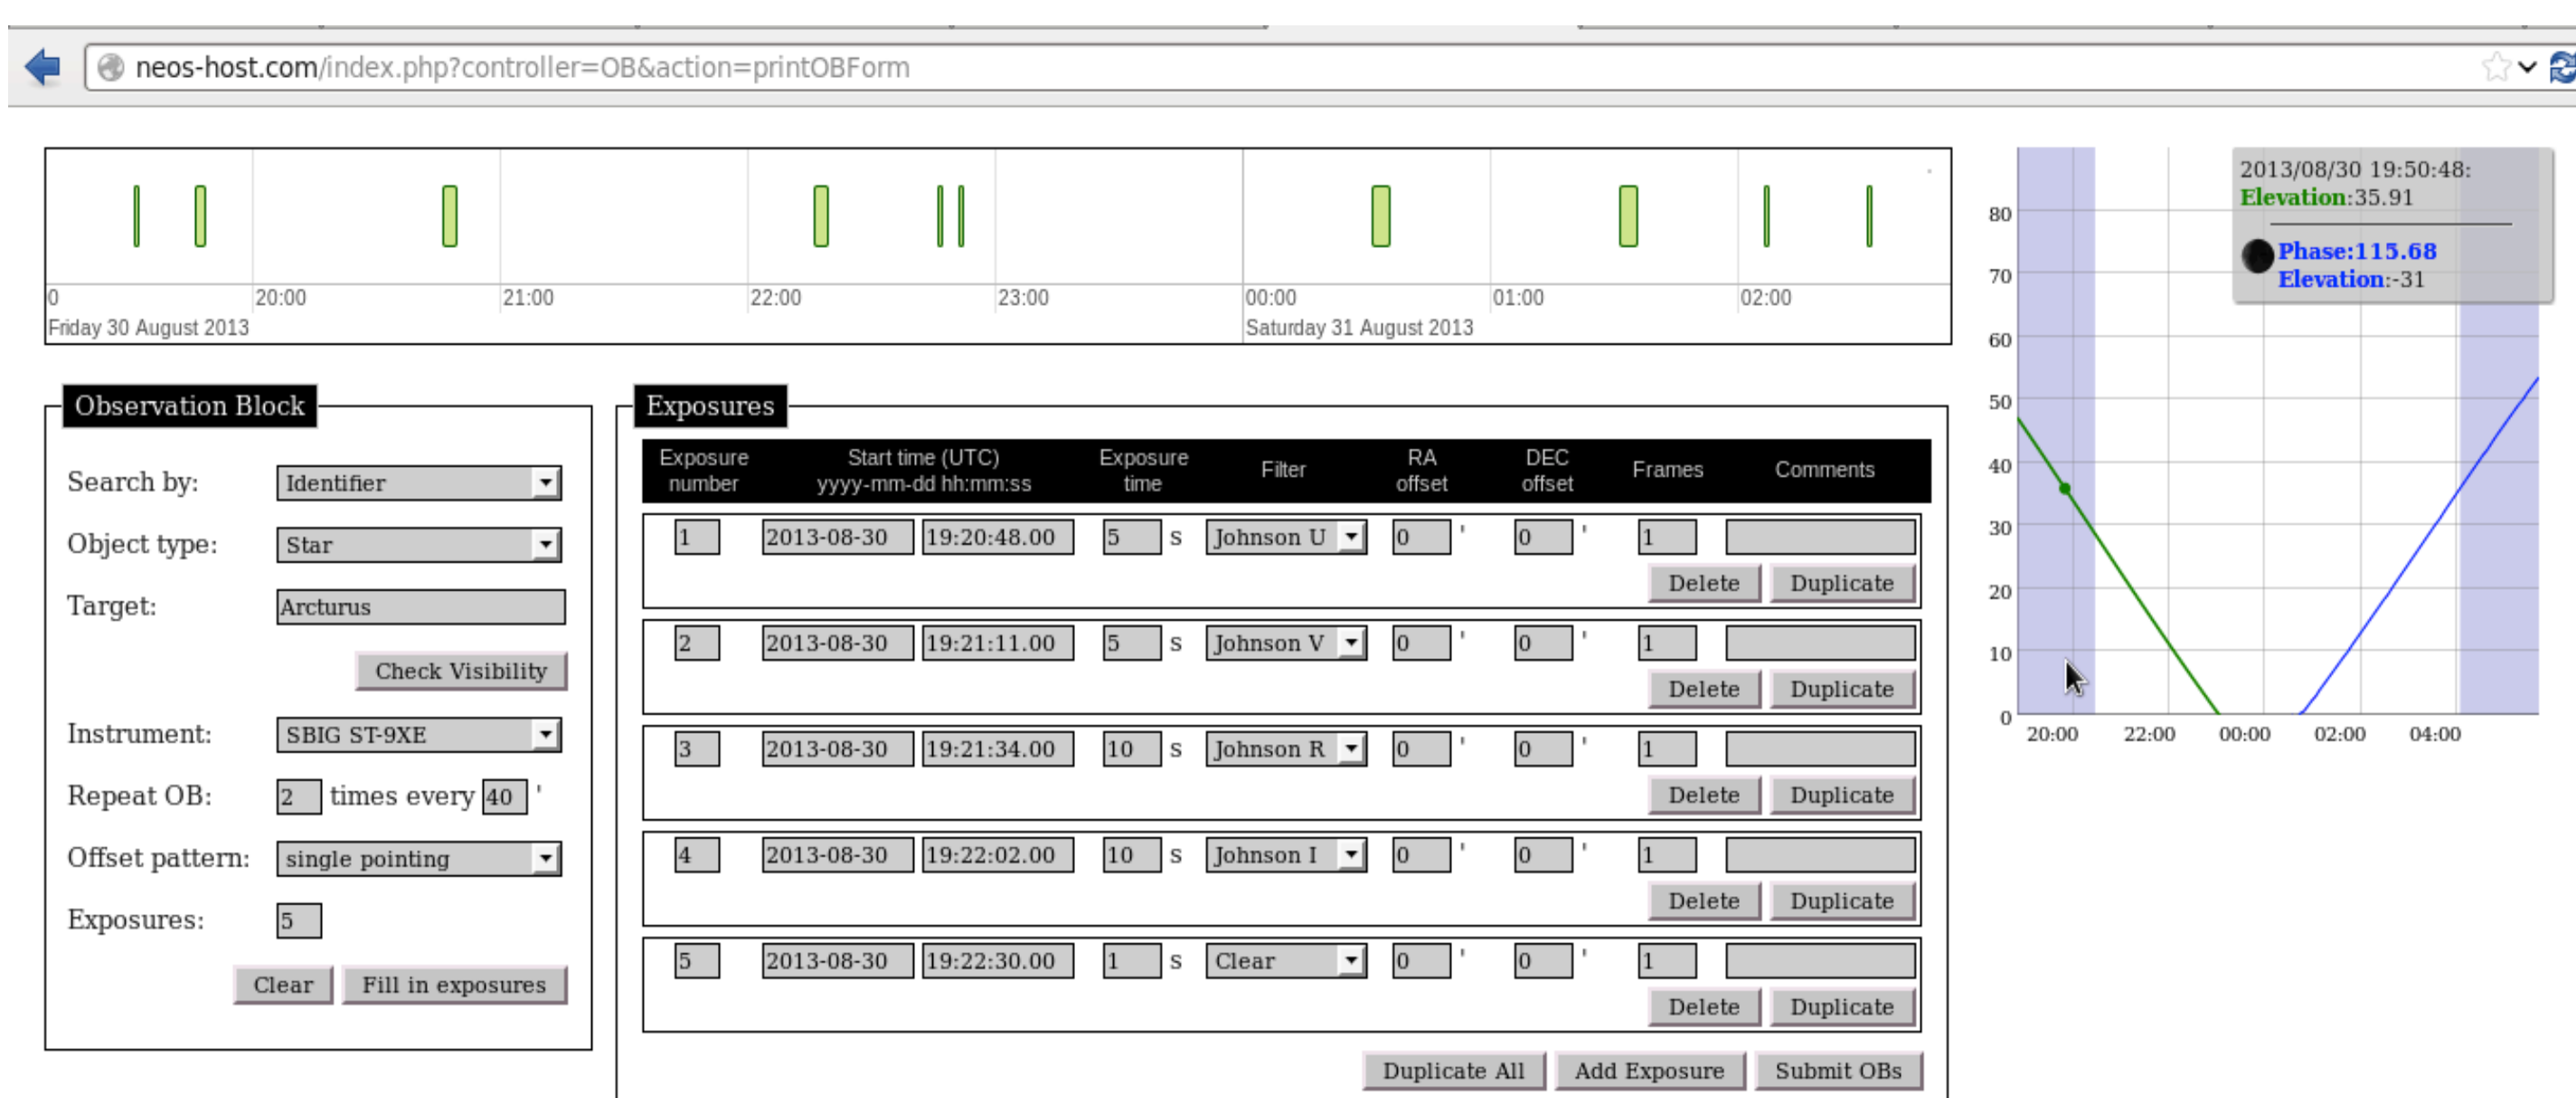 neos-host.com/index.php?controller=OB&action=printOBForm
0 20:00 21:00 22:00 23:00 00:00 01:00 02:00
Friday 30 August 2013 Saturday 31 August 2013
2013/08/30 19:50:48:
Elevation:35.91
Phase:115.68
Elevation:-31
80
70
60
50
40
30
20
10
0
20:00 22:00 00:00 02:00 04:00
Observation Block
Search by: Identifier
Object type: Star
Target: Arcturus
Check Visibility
Instrument: SBIG ST-9XE
Repeat OB: 2 times every 40 '
Offset pattern: single pointing
Exposures: 5
Clear Fill in exposures
Exposures
Exposure number Start time (UTC) yyyy-mm-dd hh:mm:ss Exposure time Filter RA offset DEC offset Frames Comments
1 2013-08-30 19:20:48.00 5 s Johnson U 0 ' 0 ' 1
Delete Duplicate
2 2013-08-30 19:21:11.00 5 s Johnson V 0 ' 0 ' 1
Delete Duplicate
3 2013-08-30 19:21:34.00 10 s Johnson R 0 ' 0 ' 1
Delete Duplicate
4 2013-08-30 19:22:02.00 10 s Johnson I 0 ' 0 ' 1
Delete Duplicate
5 2013-08-30 19:22:30.00 1 s Clear 0 ' 0 ' 1
Delete Duplicate
Duplicate All Add Exposure Submit OBs